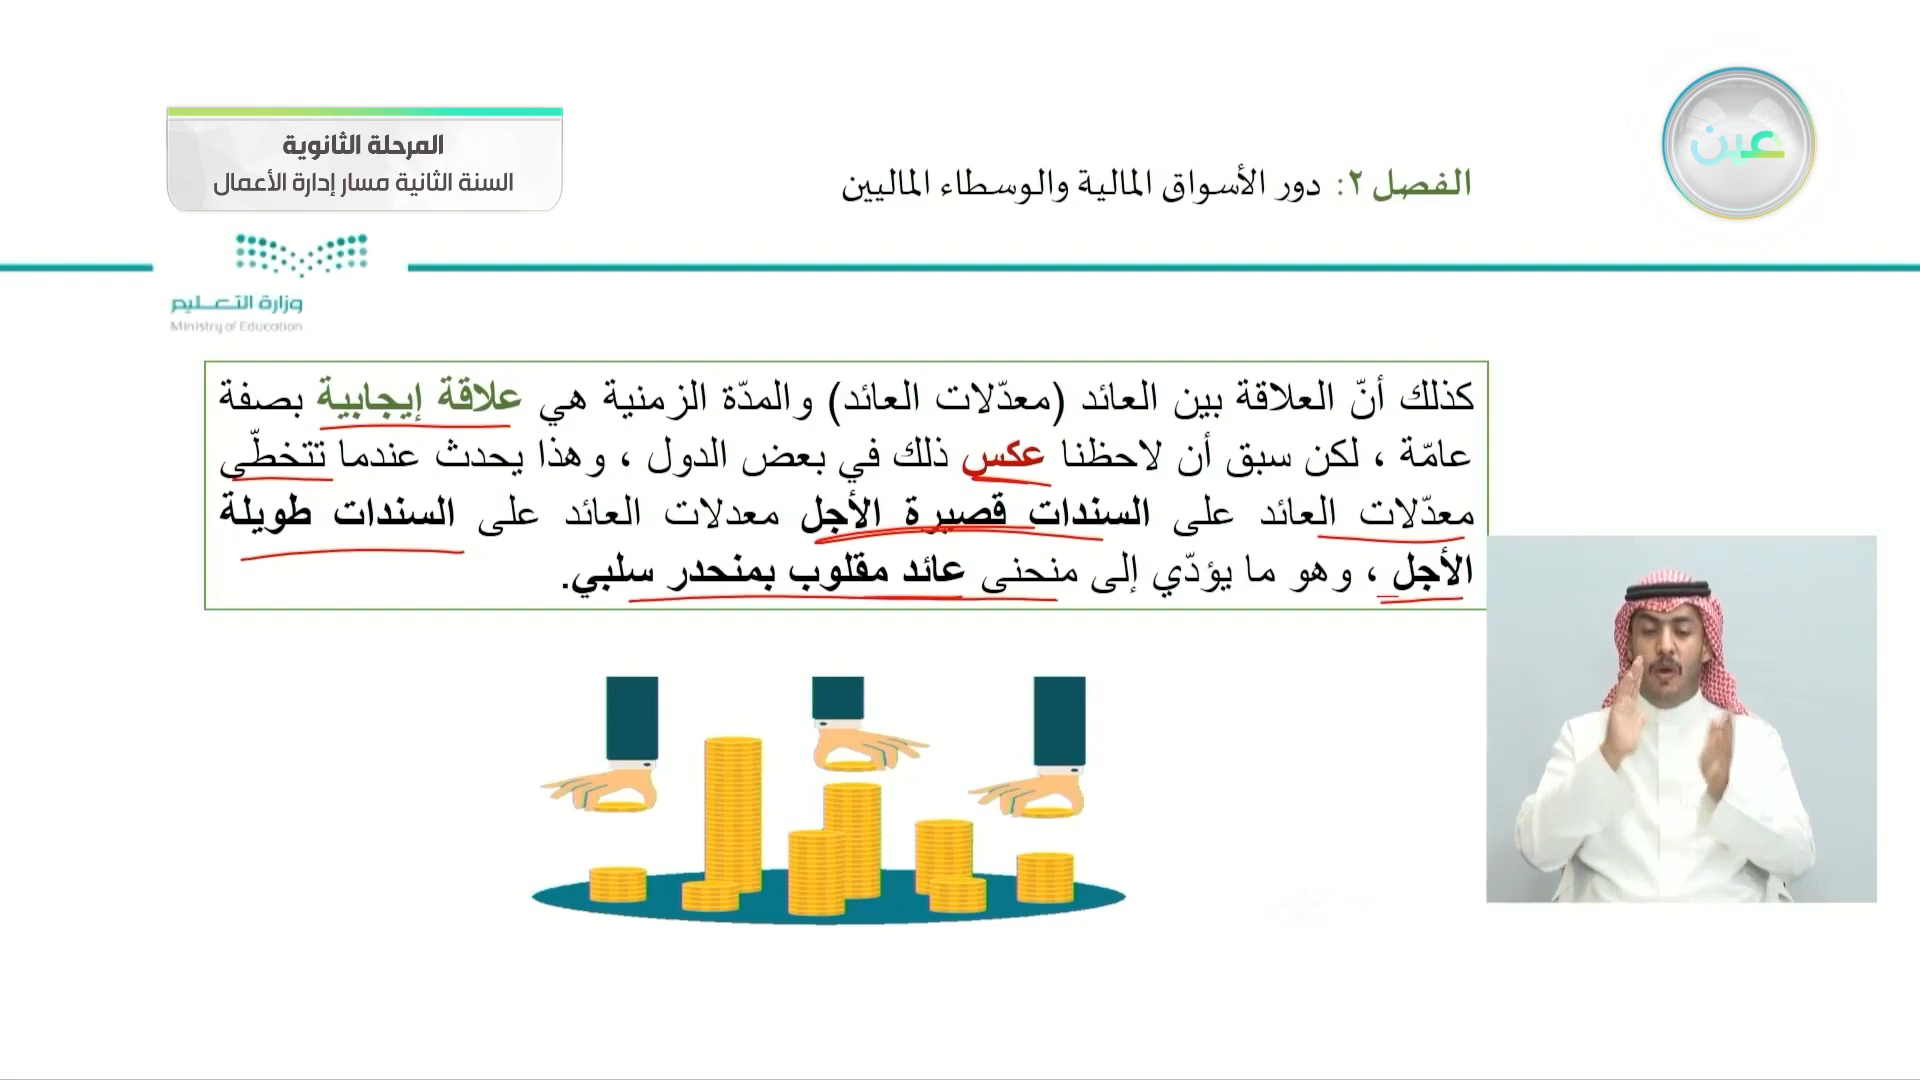 المرحلة الثانوية
السنة الثانية مسار إدارة الأعمال
عين
الفصل ٢: دور الأسواق المالية والوسطاء الماليين
وزارة التعليم
Ministry of Education
كذلك أنّ العلاقة بين العائد (معدّلات العائد) والمدّة الزمنية هي علاقة إيجابية بصفة
عامّة ، لكن سبق أن لاحظنا عكس ذلك في بعض الدول ، وهذا يحدث عندما تتخطّى
معدّلات العائد على السندات قصيرة الأجل معدلات العائد على السندات طويلة
الأجل ، وهو ما يؤدّي إلى منحنى عائد مقلوب بمنحدر سلبي.